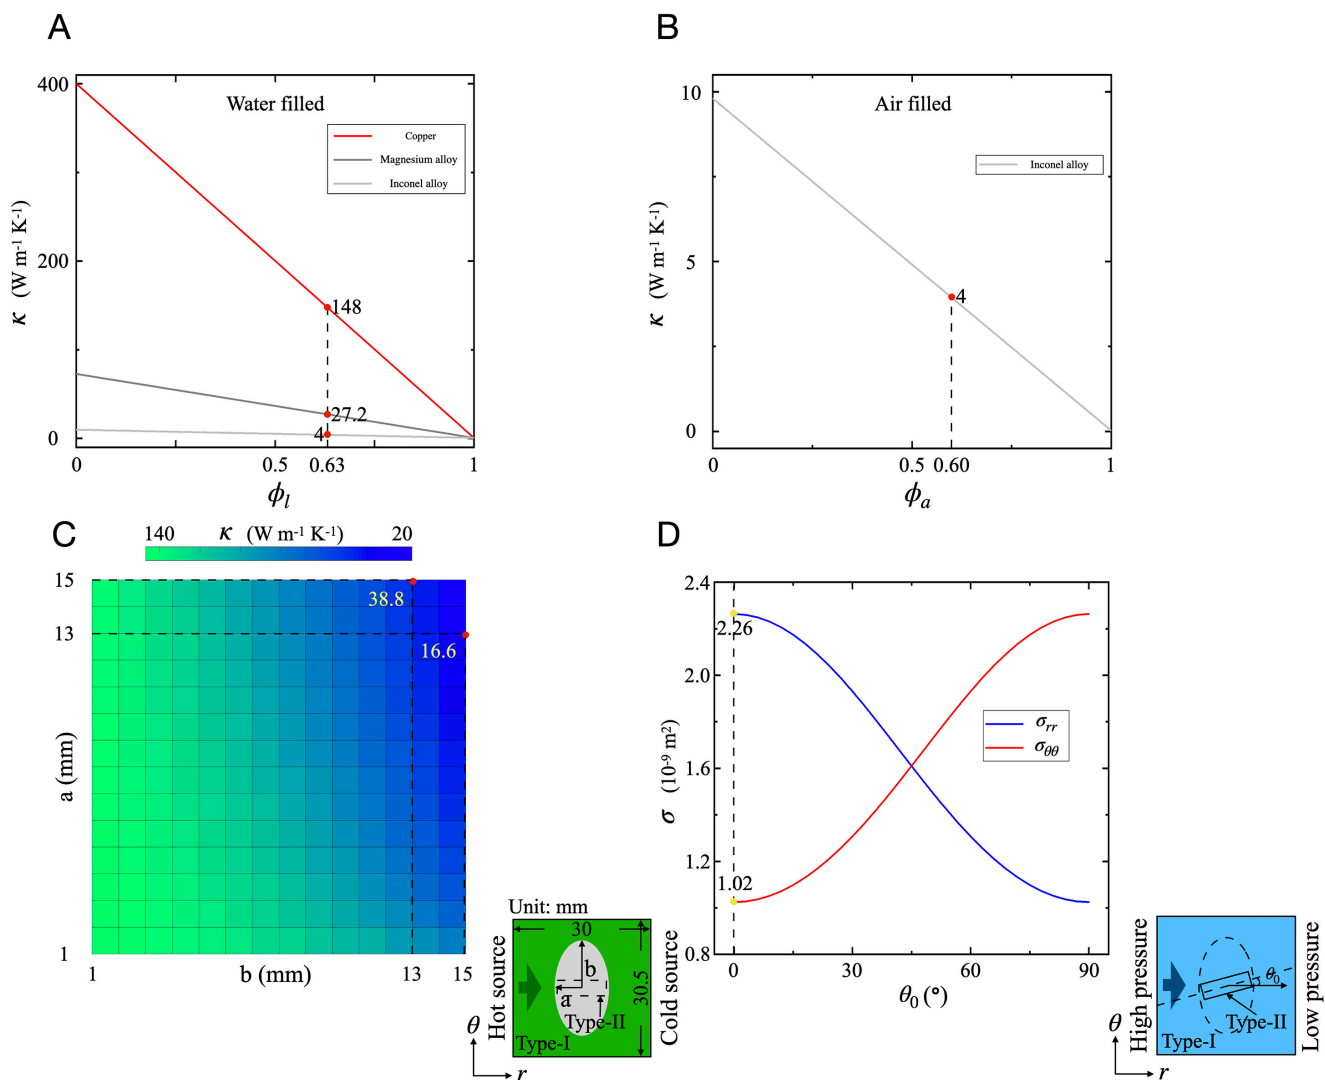 A
400
200
0
κ (W m-1 K-1)
Water filled
Copper
Magnesium alloy
Inconel alloy
148
27.2
4
0
0.5
0.63
1
ϕl
B
10
5
0
κ (W m-1 K-1)
Air filled
Inconel alloy
4
0
0.5
0.60
1
ϕa
C
140
κ (W m-1 K-1)
20
15
13
1
a (mm)
38.8
16.6
1
b (mm)
13
15
Unit: mm
30
30.5
b
a
Type-II
Type-I
Hot source
Cold source
θ
r
D
2.4
2.0
1.6
1.2
0.8
σ (10-9 m2)
2.26
1.02
σrr
σθθ
0
30
60
90
θ0 (°)
High pressure
Low pressure
θ0
Type-II
Type-I
θ
r